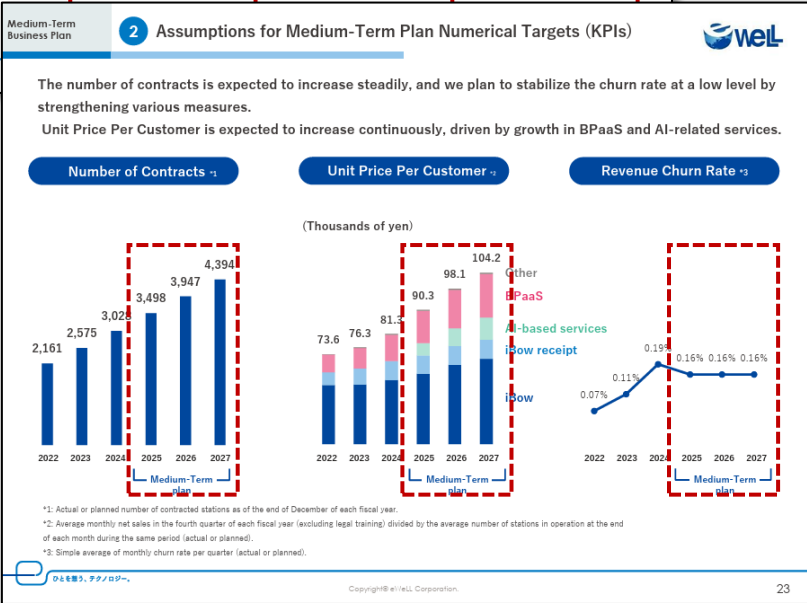 Medium-Term
Business Plan
2 Assumptions for Medium-Term Plan Numerical Targets (KPIs)
eWeLL
The number of contracts is expected to increase steadily, and we plan to stabilize the churn rate at a low level by
strengthening various measures.
Unit Price Per Customer is expected to increase continuously, driven by growth in BPaaS and AI-related services.
Number of Contracts *1
2,161
2,575
3,028
3,498
3,947
4,394
2022 2023 2024 2025 2026 2027
Medium-Term
plan
Unit Price Per Customer *2
(Thousands of yen)
73.6
76.3
81.3
90.3
98.1
104.2
Other
BPaaS
AI-based services
iBow receipt
iBow
2022 2023 2024 2025 2026 2027
Medium-Term
plan
Revenue Churn Rate *3
0.07%
0.11%
0.19%
0.16% 0.16% 0.16%
2022 2023 2024 2025 2026 2027
Medium-Term
plan
*1: Actual or planned number of contracted stations as of the end of December of each fiscal year.
*2: Average monthly net sales in the fourth quarter of each fiscal year (excluding legal training) divided by the average number of stations in operation at the end
of each month during the same period (actual or planned).
*3: Simple average of monthly churn rate per quarter (actual or planned).
ひとを想う、テクノロジー。
Copyright© eWeLL Corporation.
23